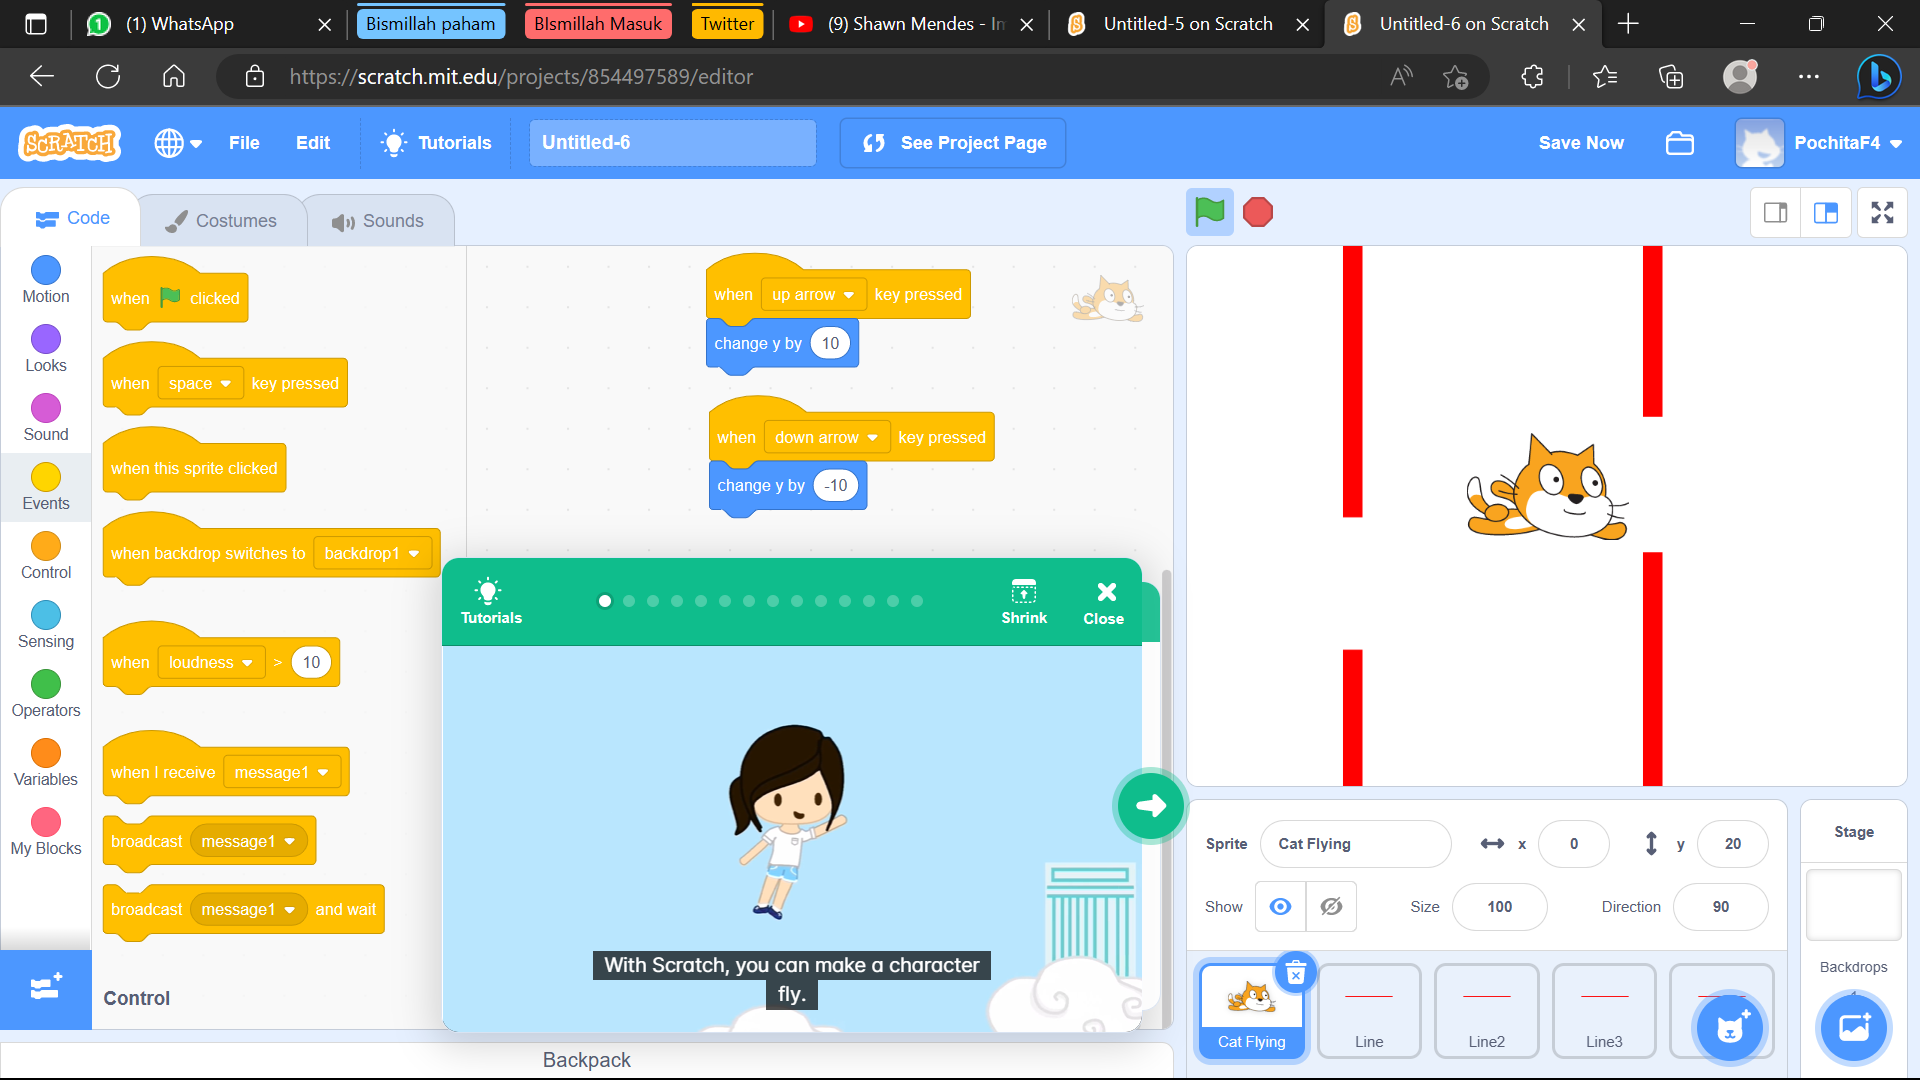 (1) WhatsApp
Bismillah paham
BIsmillah Masuk
Twitter
(9) Shawn Mendes - In
Untitled-5 on Scratch
Untitled-6 on Scratch
https://scratch.mit.edu/projects/854497589/editor
SCRATCH
File
Edit
Tutorials
Untitled-6
See Project Page
Save Now
PochitaF4
Code
Costumes
Sounds
Motion
Looks
Sound
Events
Control
Sensing
Operators
Variables
My Blocks
when clicked
when space key pressed
when this sprite clicked
when backdrop switches to backdrop1
when loudness > 10
when I receive message1
broadcast message1
broadcast message1 and wait
Control
when up arrow key pressed
change y by 10
when down arrow key pressed
change y by -10
Tutorials
Shrink
Close
With Scratch, you can make a character
fly.
Backpack
Sprite Cat Flying x 0 y 20
Show Size 100 Direction 90
Cat Flying
Line
Line2
Line3
Stage
Backdrops